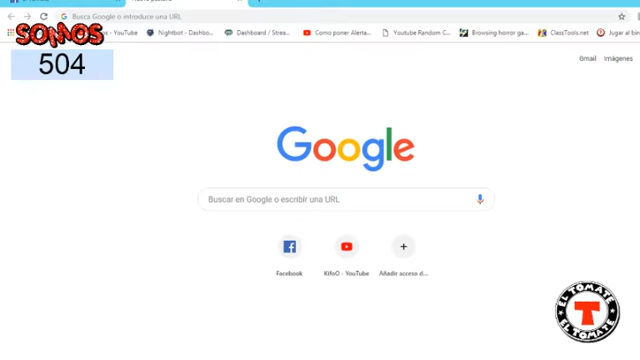 Busca Google o introduce una URL
Nightbot - Dashbo... Dashboard / Strea... Como poner Alerta... Youtube Random C... Browsing horror ga... ClassTools.net Jugar al bin
SOMOS
504
Gmail Imágenes
Google
Buscar en Google o escribir una URL
Facebook KifoO - YouTube Añadir acceso d...
EL TOMATE
T
EL TOMATE